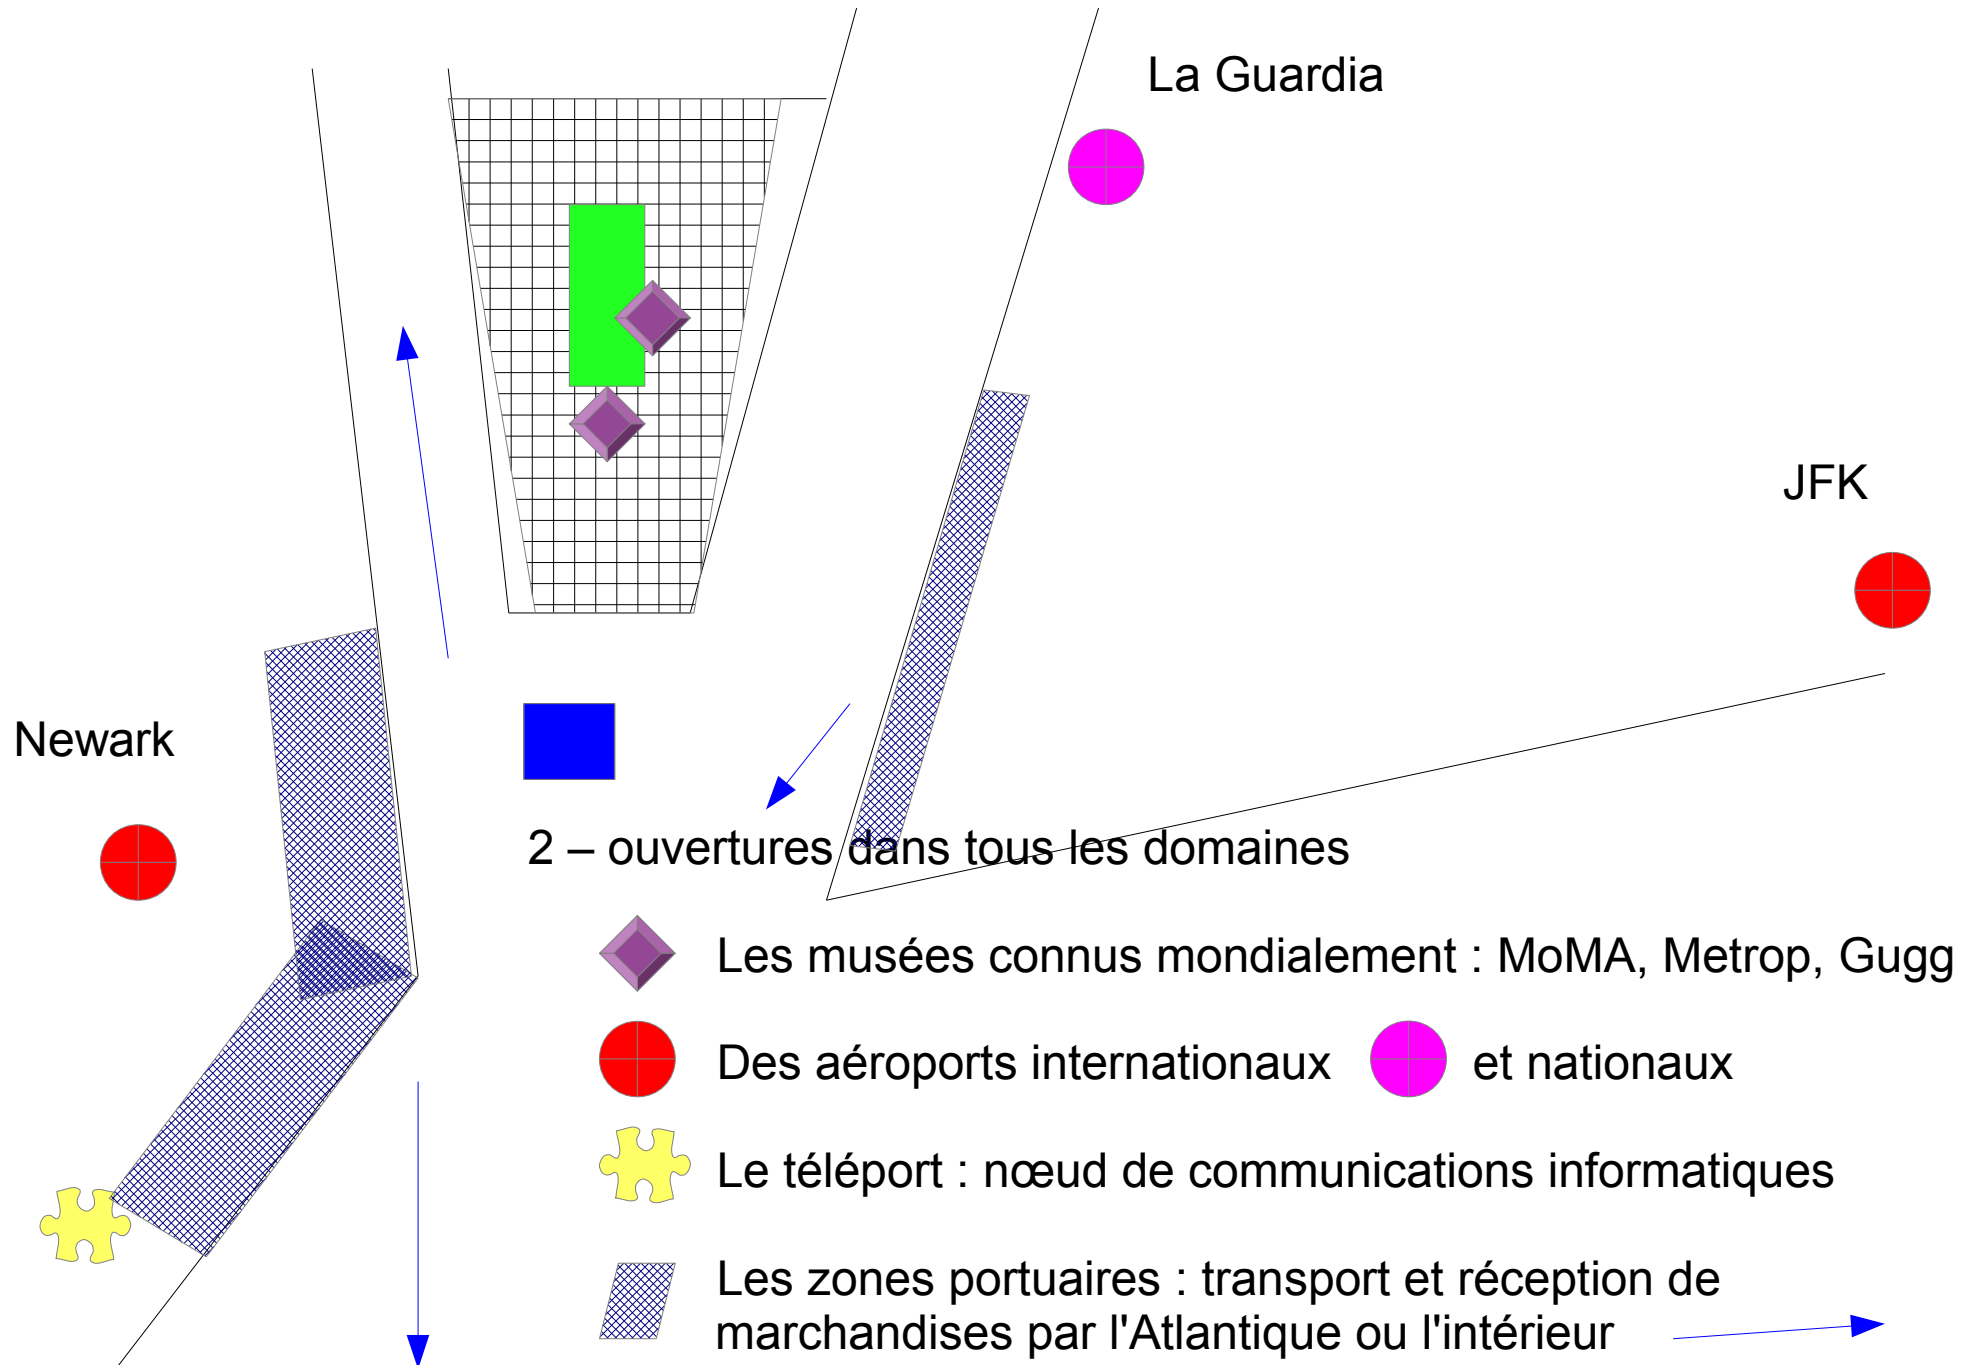 La Guardia
JFK
Newark
2 – ouvertures dans tous les domaines
Les musées connus mondialement : MoMA, Metrop, Gugg
Des aéroports internationaux et nationaux
Le téléport : nœud de communications informatiques
Les zones portuaires : transport et réception de
marchandises par l'Atlantique ou l'intérieur